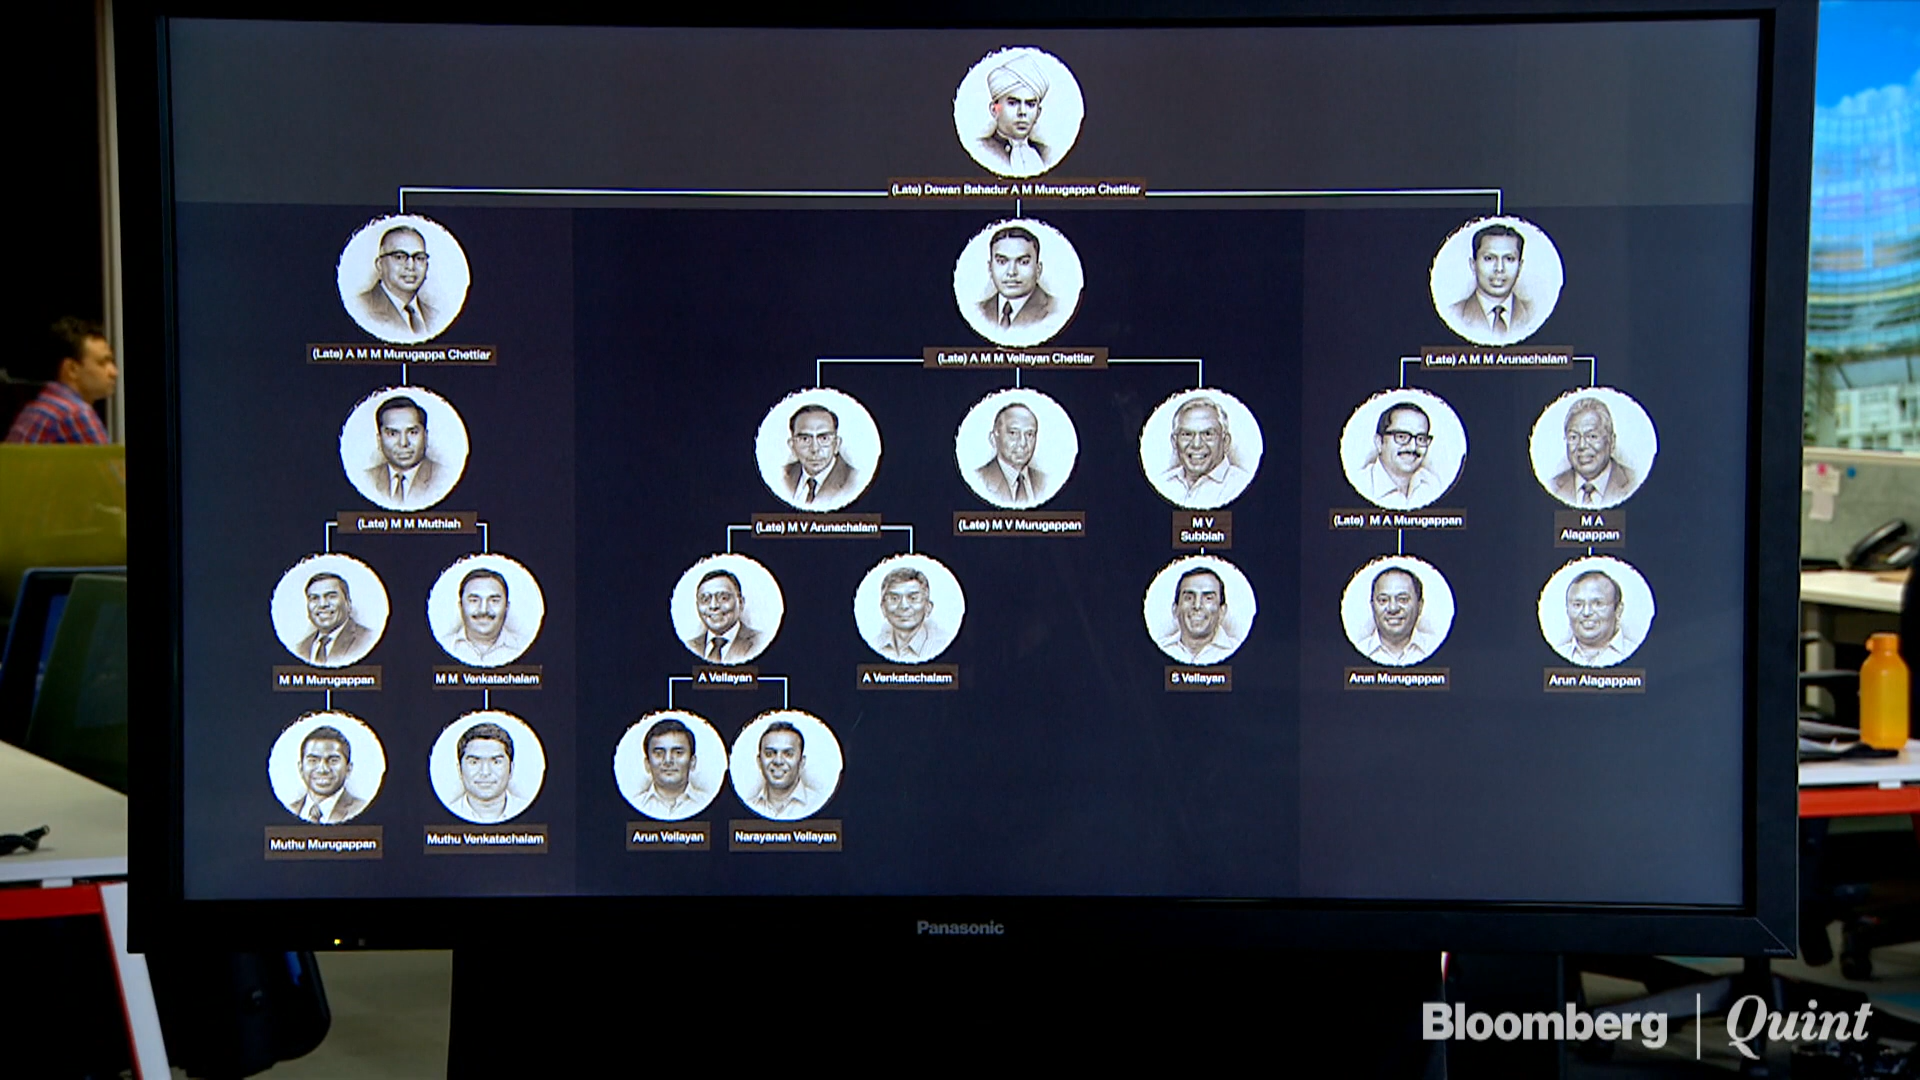 (Late) Dewan Bahadur A M Murugappa Chettiar
(Late) A M M Murugappa Chettiar
(Late) A M M Vellayan Chettiar
(Late) A M M Arunachalam
(Late) M M Muthiah
(Late) M V Arunachalam
(Late) M V Murugappan
M V
Subbiah
(Late) M A Murugappan
M A
Alagappan
M M Murugappan
M M Venkatachalam
A Vellayan
A Venkatachalam
S Vellayan
Arun Murugappan
Arun Alagappan
Muthu Murugappan
Muthu Venkatachalam
Arun Vellayan
Narayanan Vellayan
Panasonic
Bloomberg | Quint